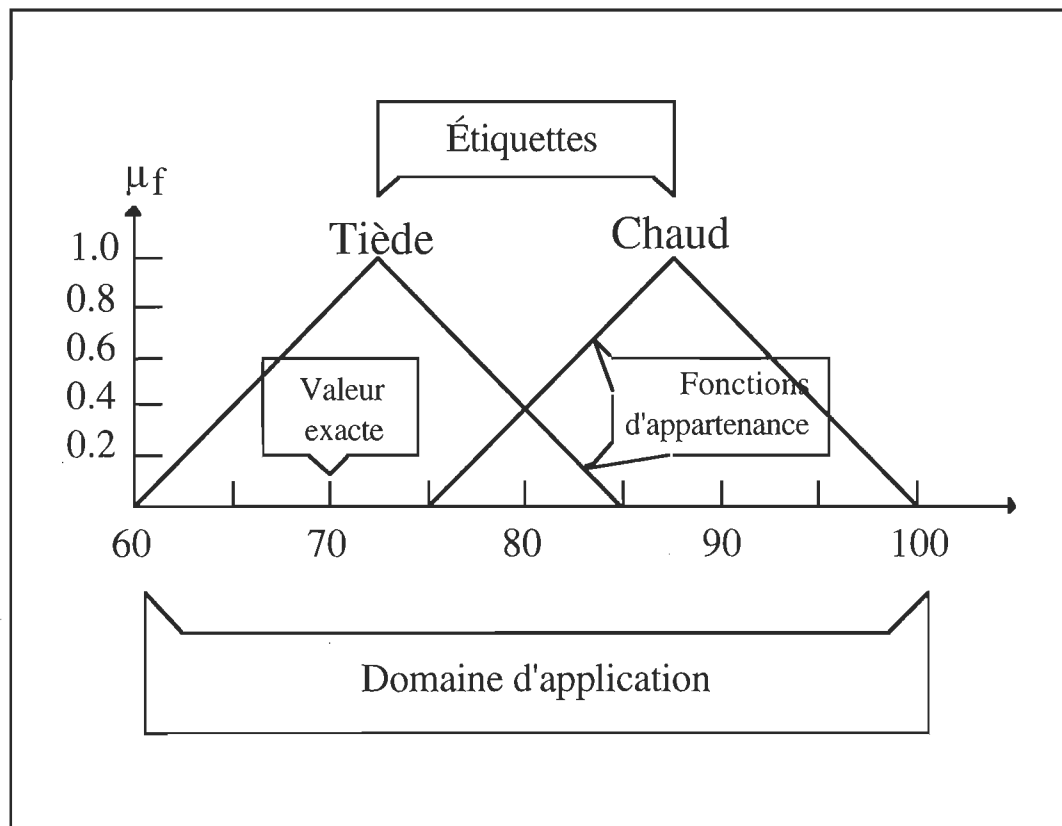 Étiquettes
μf
Tiède
Chaud
1.0
0.8
0.6
0.4
0.2
Valeur
exacte
Fonctions
d'appartenance
60
70
80
90
100
Domaine d'application